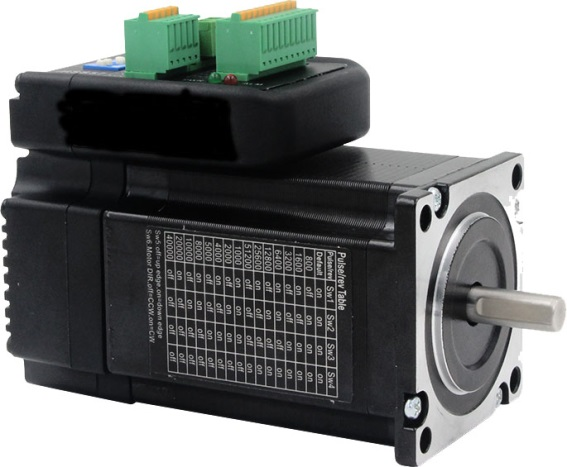 Pulse/rev Table
Pulse/rev Sw1 Sw2 Sw3 Sw4
Default on on on on
800 off on on on
1600 on off on on
3200 off off on on
6400 on on off on
12800 off on off on
25600 on off off on
51200 off off off on
1000 on on on off
2000 off on on off
4000 on off on off
5000 off off on off
8000 on on off off
10000 off on off off
20000 on off off off
40000 off off off off
Sw5.off=up edge,on=down edge
Sw6.Motor DIR,off=CCW,on=CW